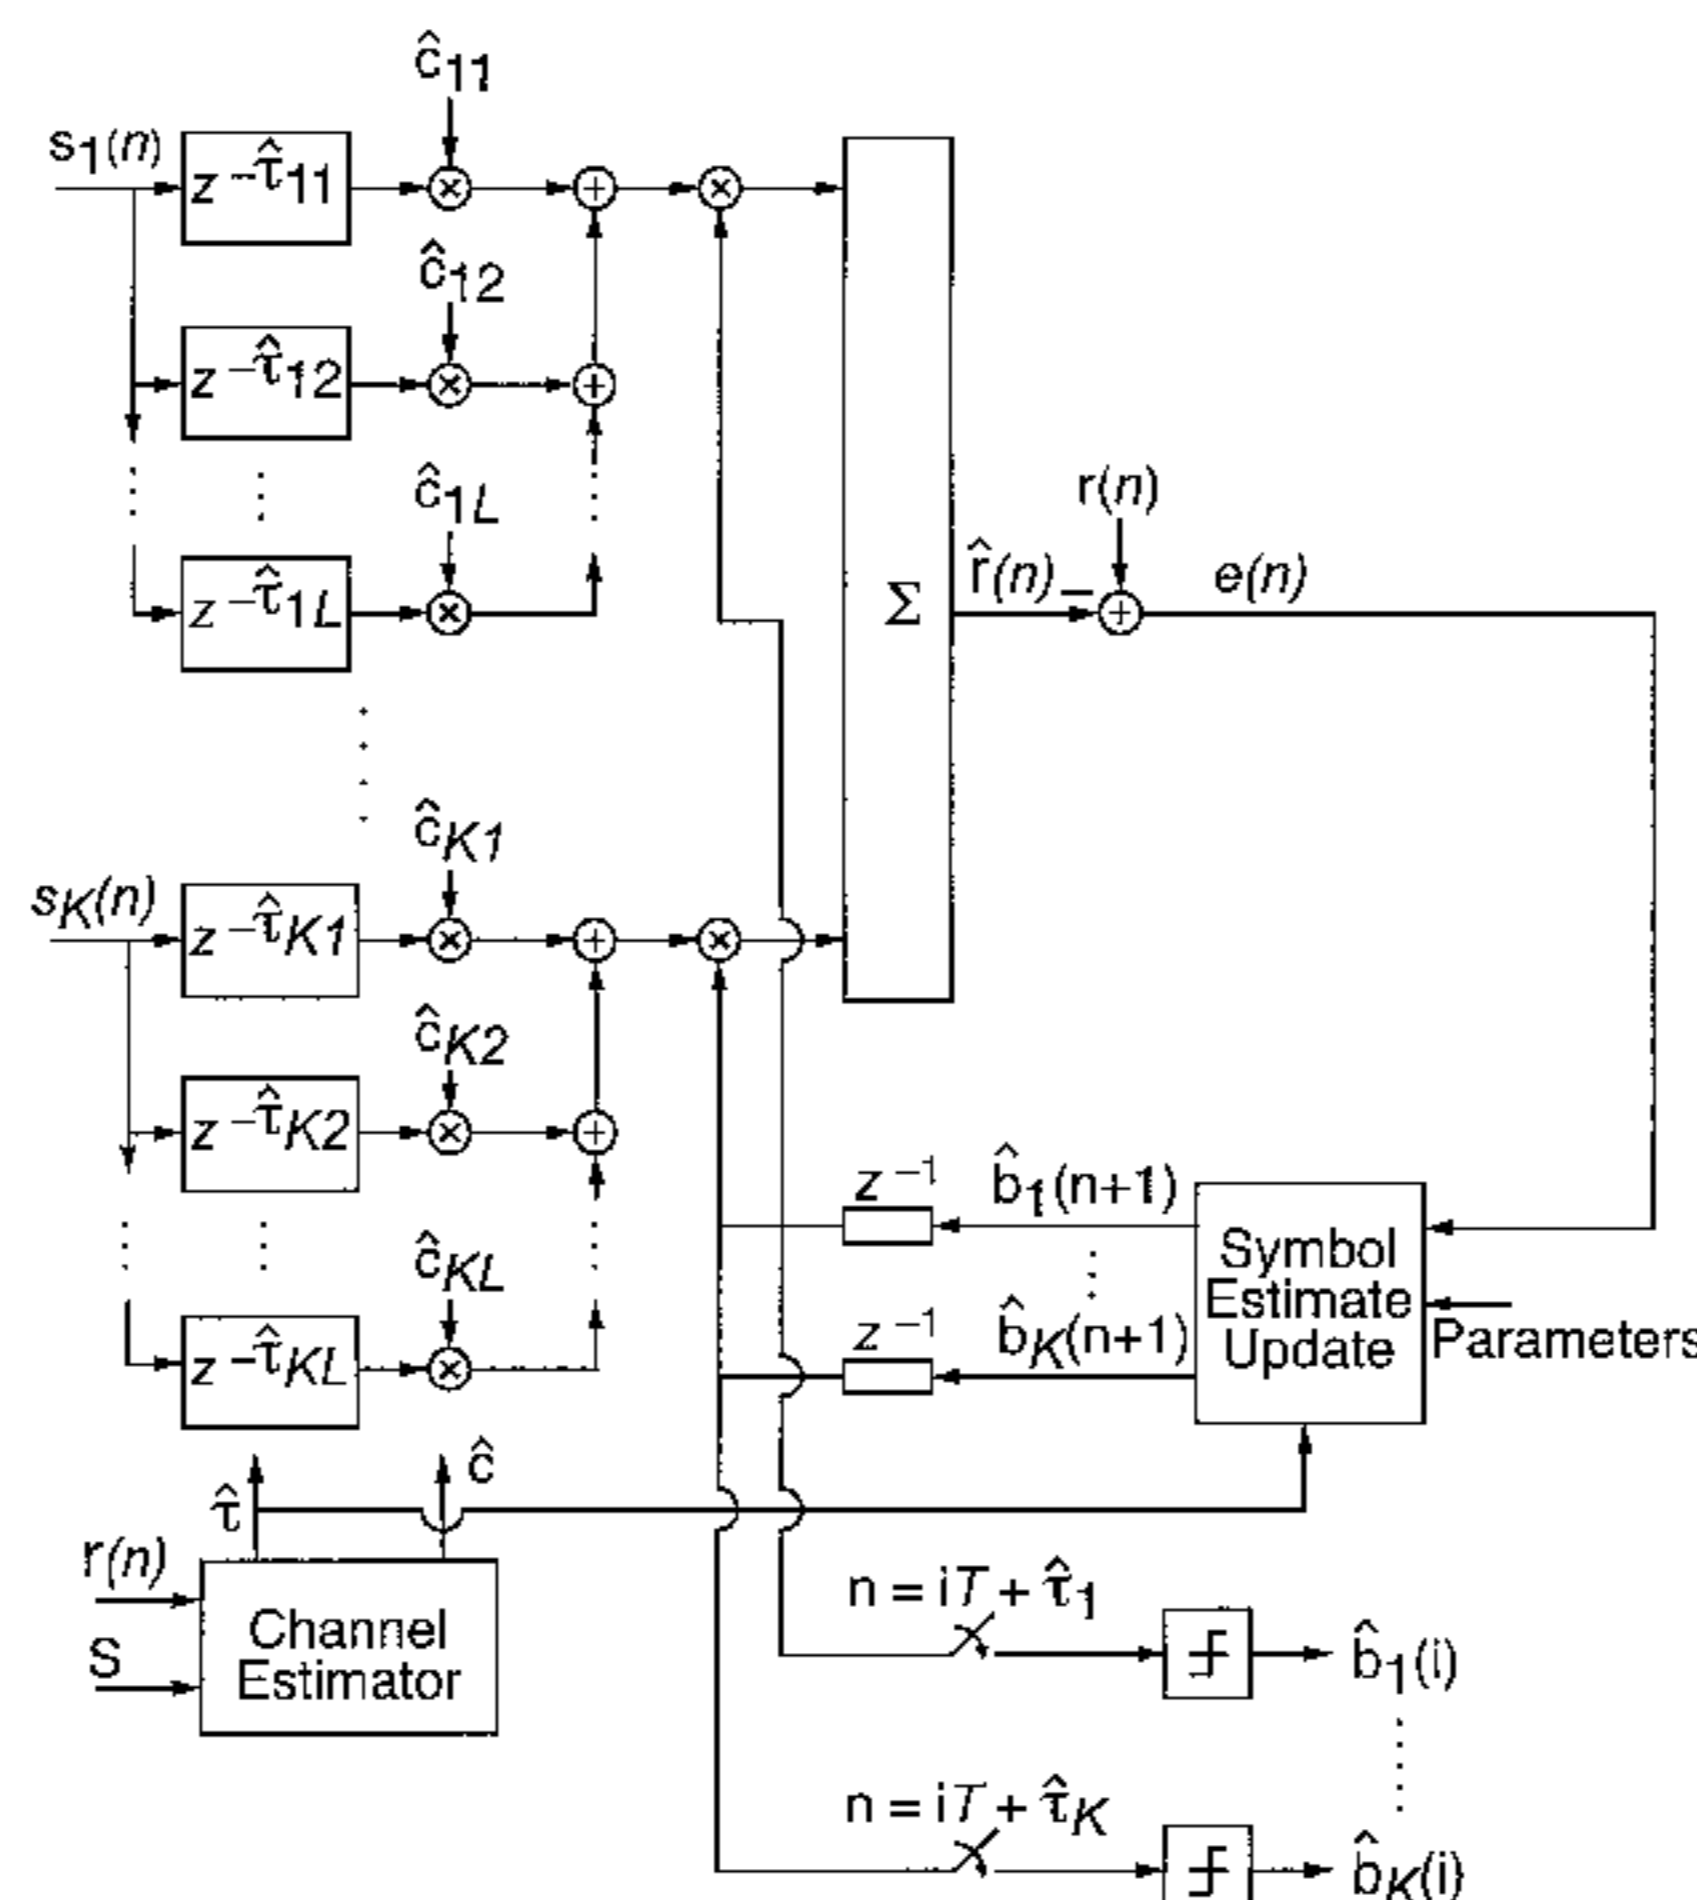 ĉ11
s1(n)
z −τ̂11
ĉ12
z −τ̂12
ĉ1L
z −τ̂1L
r(n)
r̂(n)
−
e(n)
Σ
ĉK1
sK(n)
z −τ̂K1
ĉK2
z −τ̂K2
ĉKL
z −τ̂KL
z −1
b̂1(n+1)
z −1
b̂K(n+1)
Symbol
Estimate
Update
Parameters
τ̂
ĉ
r(n)
S
Channel
Estimator
n = iT + τ̂1
b̂1(i)
n = iT + τ̂K
b̂K(i)